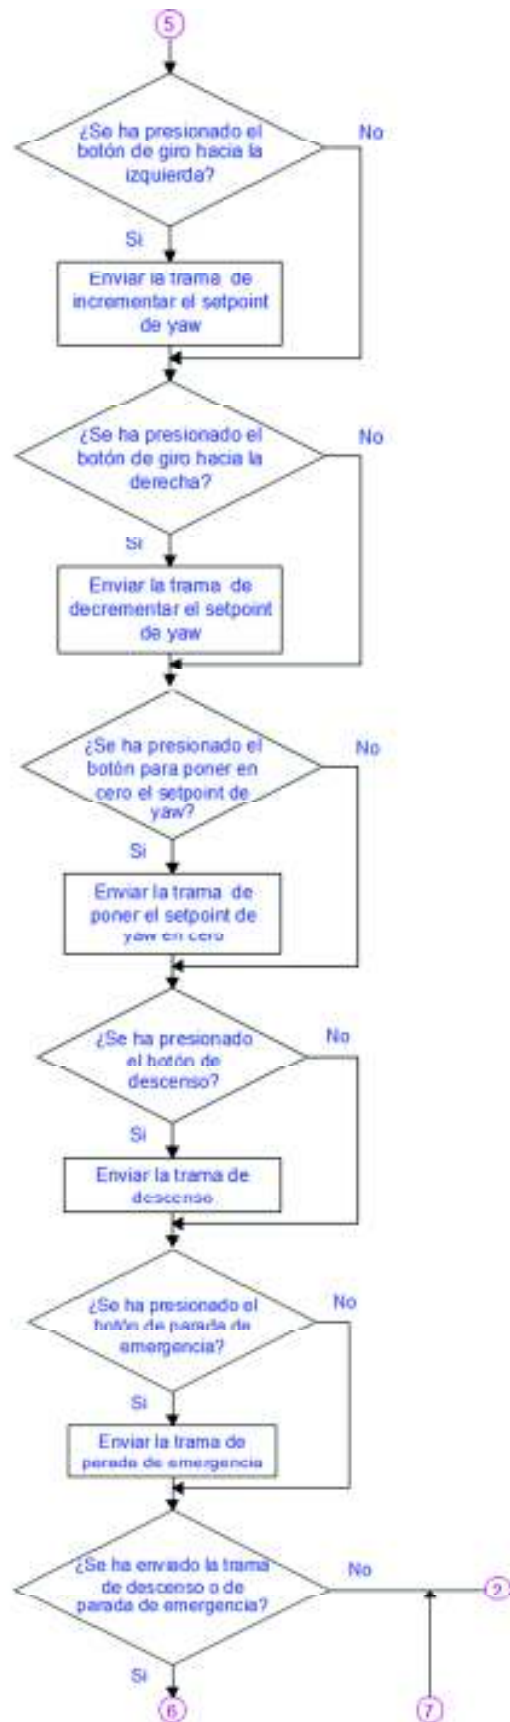 5
¿Se ha presionado el
botón de giro hacia la
izquierda?
No
Si
Enviar la trama de
incrementar el setpoint
de yaw
¿Se ha presionado el
botón de giro hacia la
derecha?
No
Si
Enviar la trama de
decrementar el setpoint
de yaw
¿Se ha presionado el
botón para poner en
cero el setpoint de
yaw?
No
Si
Enviar la trama de
poner el setpoint de
yaw en cero
¿Se ha presionado
el botón de
descenso?
No
Si
Enviar la trama de
descenso
¿Se ha presionado el
botón de parada de
emergencia?
No
Si
Enviar la trama de
parada de emergencia
¿Se ha enviado la trama
de descenso o de
parada de emergencia?
No
2
Si
6
7